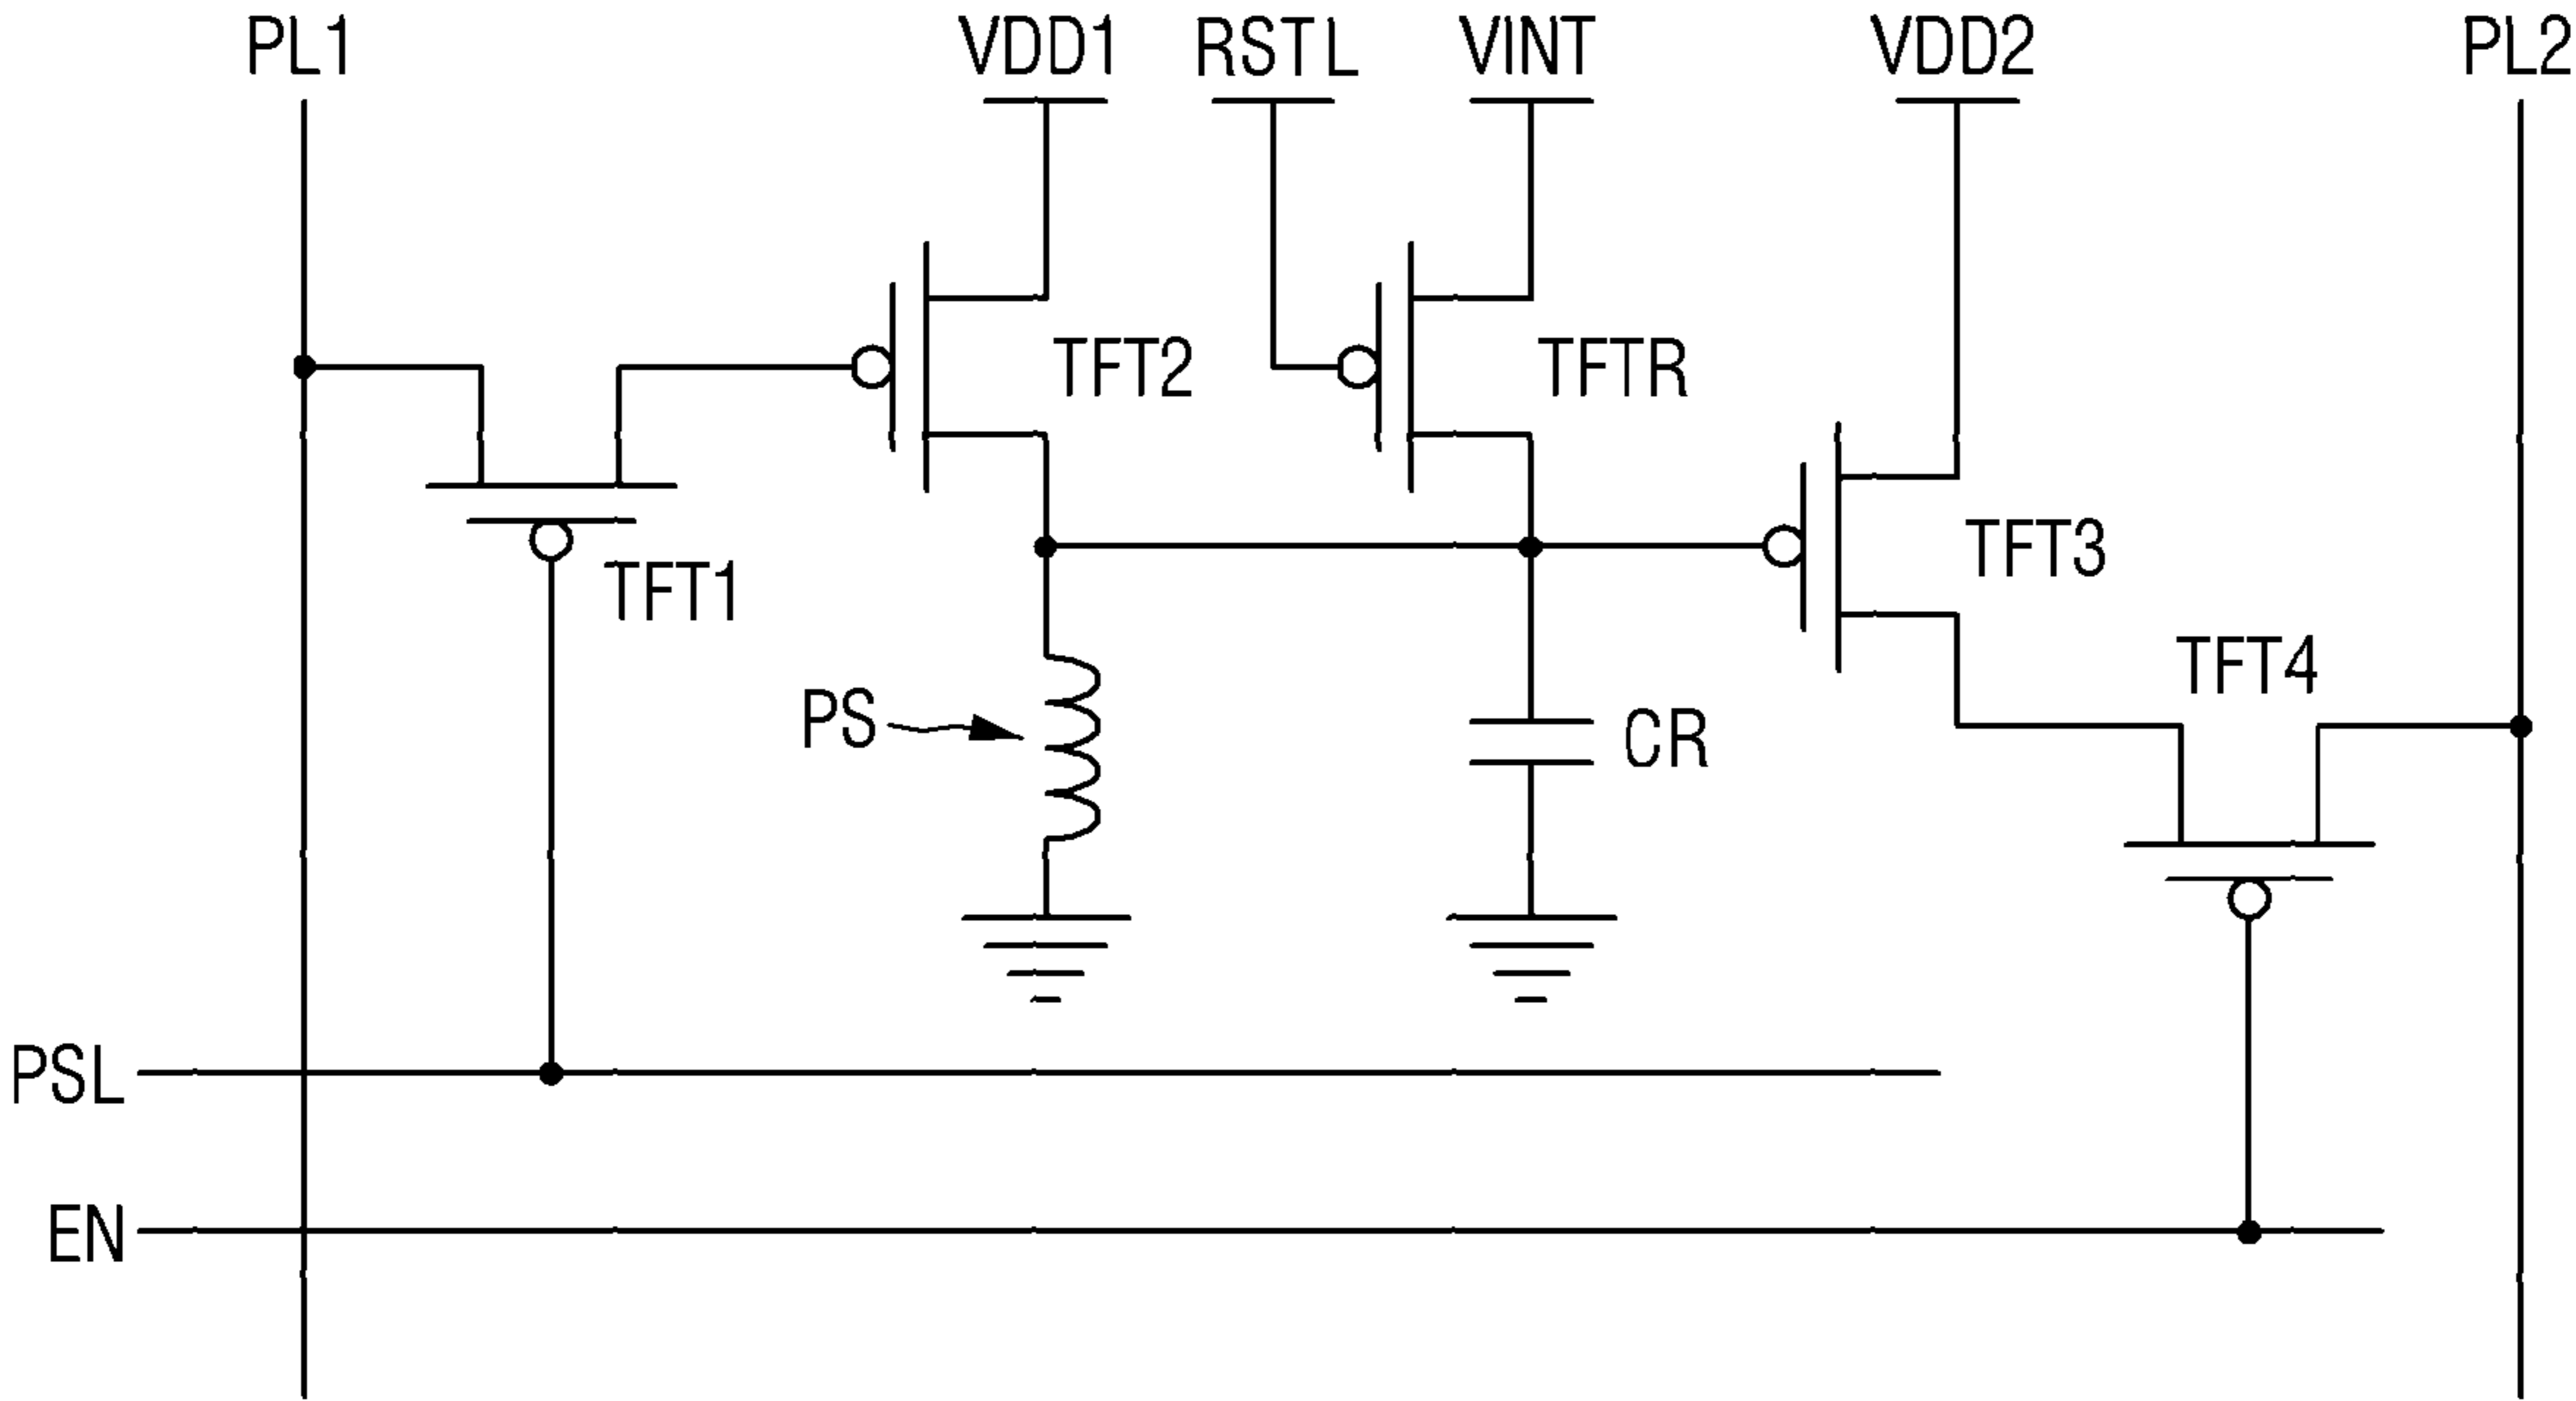 PL1
VDD1
RSTL
VINT
VDD2
PL2
TFT2
TFTR
TFT3
TFT1
TFT4
PS
CR
PSL
EN